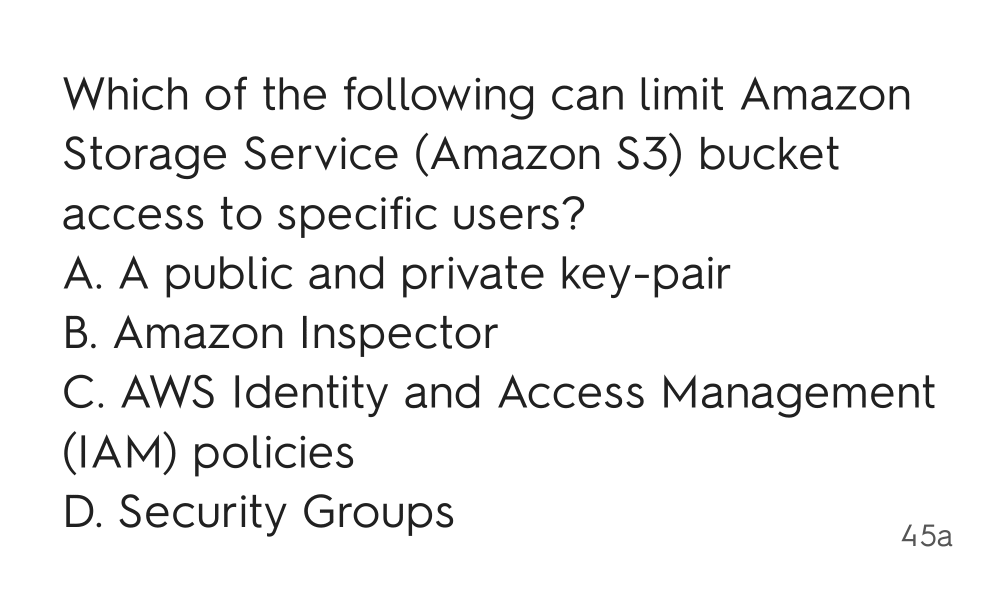 Which of the following can limit Amazon
Storage Service (Amazon S3) bucket
access to specific users?
A. A public and private key-pair
B. Amazon Inspector
C. AWS Identity and Access Management
(IAM) policies
D. Security Groups
45a